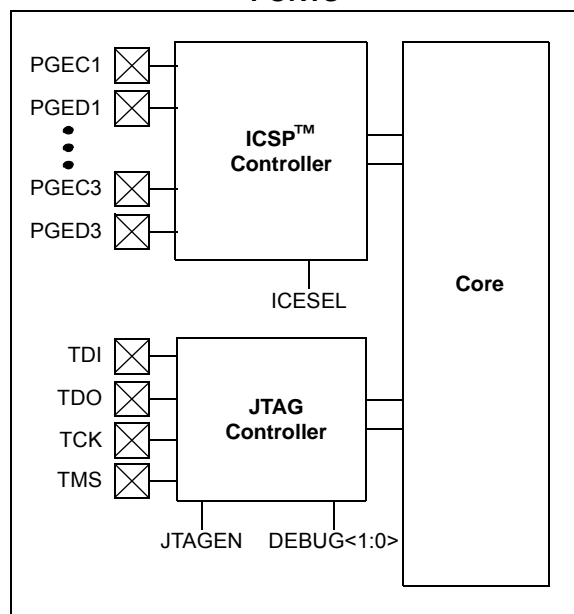 PGEC1
PGED1
ICSP™
Controller
PGEC3
PGED3
ICESEL
Core
TDI
TDO
TCK
TMS
JTAG
Controller
JTAGEN
DEBUG<1:0>